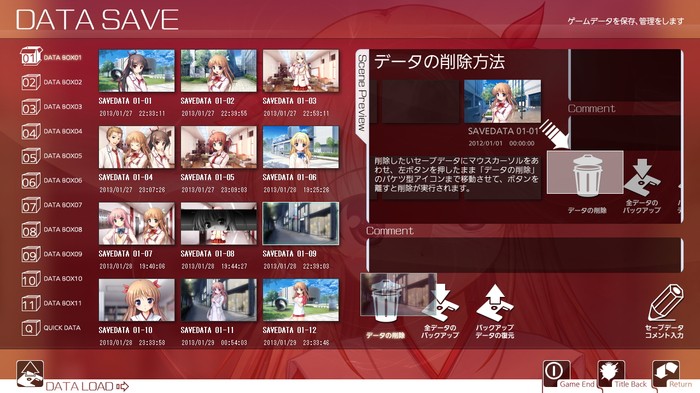 DATA SAVE
ゲームデータを保存、管理をします
01 DATA BOX01
02 DATA BOX02
03 DATA BOX03
04 DATA BOX04
05 DATA BOX05
06 DATA BOX06
07 DATA BOX07
08 DATA BOX08
09 DATA BOX09
10 DATA BOX10
11 DATA BOX11
Q QUICK DATA
SAVEDATA 01-01
2013/01/27 22:33:11
SAVEDATA 01-02
2013/01/27 22:39:55
SAVEDATA 01-03
2013/01/27 22:53:11
SAVEDATA 01-04
2013/01/27 23:07:26
SAVEDATA 01-05
2013/01/27 23:09:03
SAVEDATA 01-06
2013/01/28 19:25:26
SAVEDATA 01-07
2013/01/28 19:40:06
SAVEDATA 01-08
2013/01/28 19:44:27
SAVEDATA 01-09
2013/01/28 22:39:03
SAVEDATA 01-10
2013/01/28 23:33:58
SAVEDATA 01-11
2013/01/29 00:54:03
SAVEDATA 01-12
2013/01/29 23:33:46
Scene Preview
データの削除方法
SAVEDATA 01-01
2012/01/01 00:00:00
削除したいセーブデータにマウスカーソルをあ
わせ、左ボタンを押したまま「データの削除」
のバケツ型アイコンまで移動させて、ボタンを
離すと削除が実行されます。
Comment
データの削除
全データの
バックアップ
Comment
データの削除
全データの
バックアップ
バックアップ
データの復元
セーブデータ
コメント入力
DATA LOAD
Game End
Title Back
Return